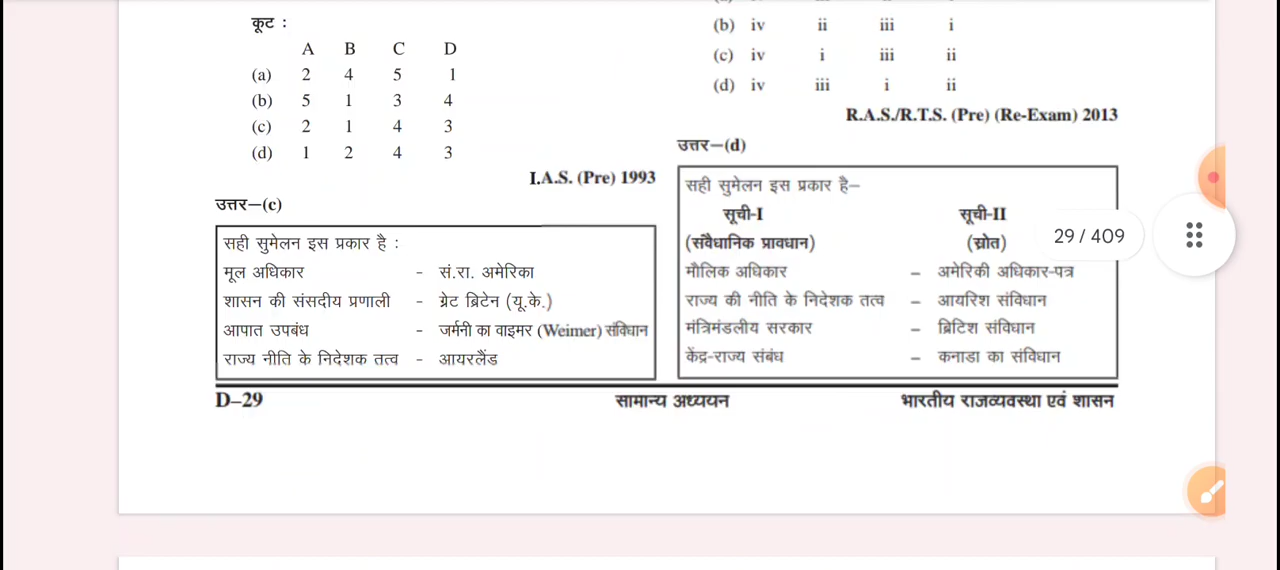 कूट :
A B C D
(a) 2 4 5 1
(b) 5 1 3 4
(c) 2 1 4 3
(d) 1 2 4 3
I.A.S. (Pre) 1993
उत्तर–(c)
सही सुमेलन इस प्रकार है :
मूल अधिकार - सं.रा. अमेरिका
शासन की संसदीय प्रणाली - ग्रेट ब्रिटेन (यू.के.)
आपात उपबंध - जर्मनी का वाइमर (Weimer) संविधान
राज्य नीति के निदेशक तत्व - आयरलैंड
(b) iv ii iii i
(c) iv i iii ii
(d) iv iii i ii
R.A.S./R.T.S. (Pre) (Re-Exam) 2013
उत्तर–(d)
सही सुमेलन इस प्रकार है–
सूची-I सूची-II
(संवैधानिक प्रावधान) (स्रोत)
मौलिक अधिकार – अमेरिकी अधिकार-पत्र
राज्य की नीति के निदेशक तत्व – आयरिश संविधान
मंत्रिमंडलीय सरकार – ब्रिटिश संविधान
केंद्र-राज्य संबंध – कनाडा का संविधान
29 / 409
D–29 सामान्य अध्ययन भारतीय राजव्यवस्था एवं शासन